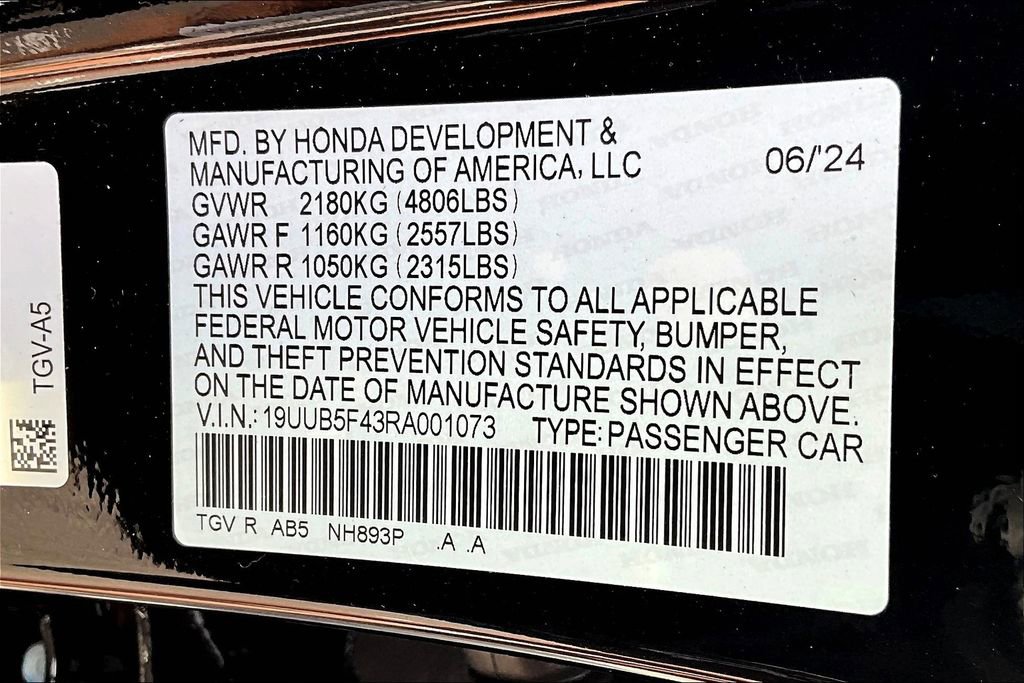 MFD. BY HONDA DEVELOPMENT &
MANUFACTURING OF AMERICA, LLC 06/'24
GVWR 2180KG (4806LBS)
GAWR F 1160KG (2557LBS)
GAWR R 1050KG (2315LBS)
THIS VEHICLE CONFORMS TO ALL APPLICABLE
FEDERAL MOTOR VEHICLE SAFETY, BUMPER,
AND THEFT PREVENTION STANDARDS IN EFFECT
ON THE DATE OF MANUFACTURE SHOWN ABOVE.
V.I.N.: 19UUB5F43RA001073 TYPE: PASSENGER CAR
TGV R AB5 NH893P .A .A
TGV-A5